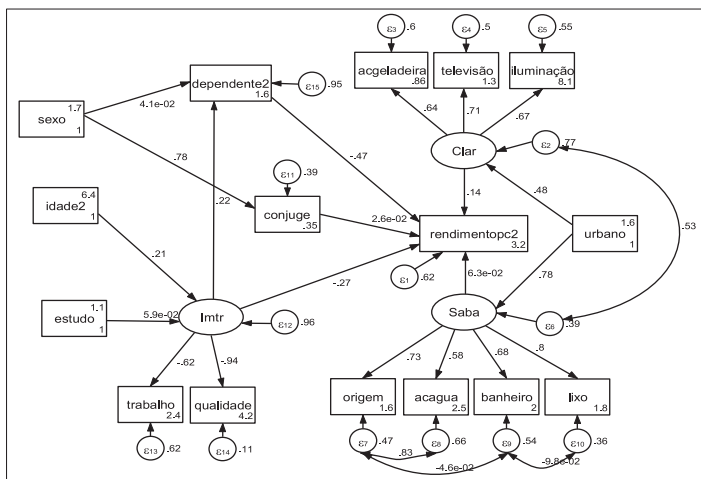 ε3 .6 ε4 .5 ε5 .55
acgeladeira .86 televisão 1.3 iluminação 8.1
dependente2 1.6 ε15 .95
1.7 sexo 1
4.1e-02
.64 .71 .67
Clar ε2 .77
.78
-.47
ε11 .39
.14
.48
.53
6.4 idade2 1
.22
conjuge .35
2.6e-02
rendimentopc2 3.2
1.6 urbano 1
.21
-.27
ε1 .62
6.3e-02
.78
1.1 estudo 1
5.9e-02
Imtr ε12 .96
Saba ε6 .39
-.62 -.94
.73 .58 .68 .8
trabalho 2.4 qualidade 4.2
origem 1.6 acagua 2.5 banheiro 2 lixo 1.8
ε13 .62 ε14 .11
ε7 .47 ε8 .66 ε9 .54 ε10 .36
.83
-4.6e-02 -9.8e-02